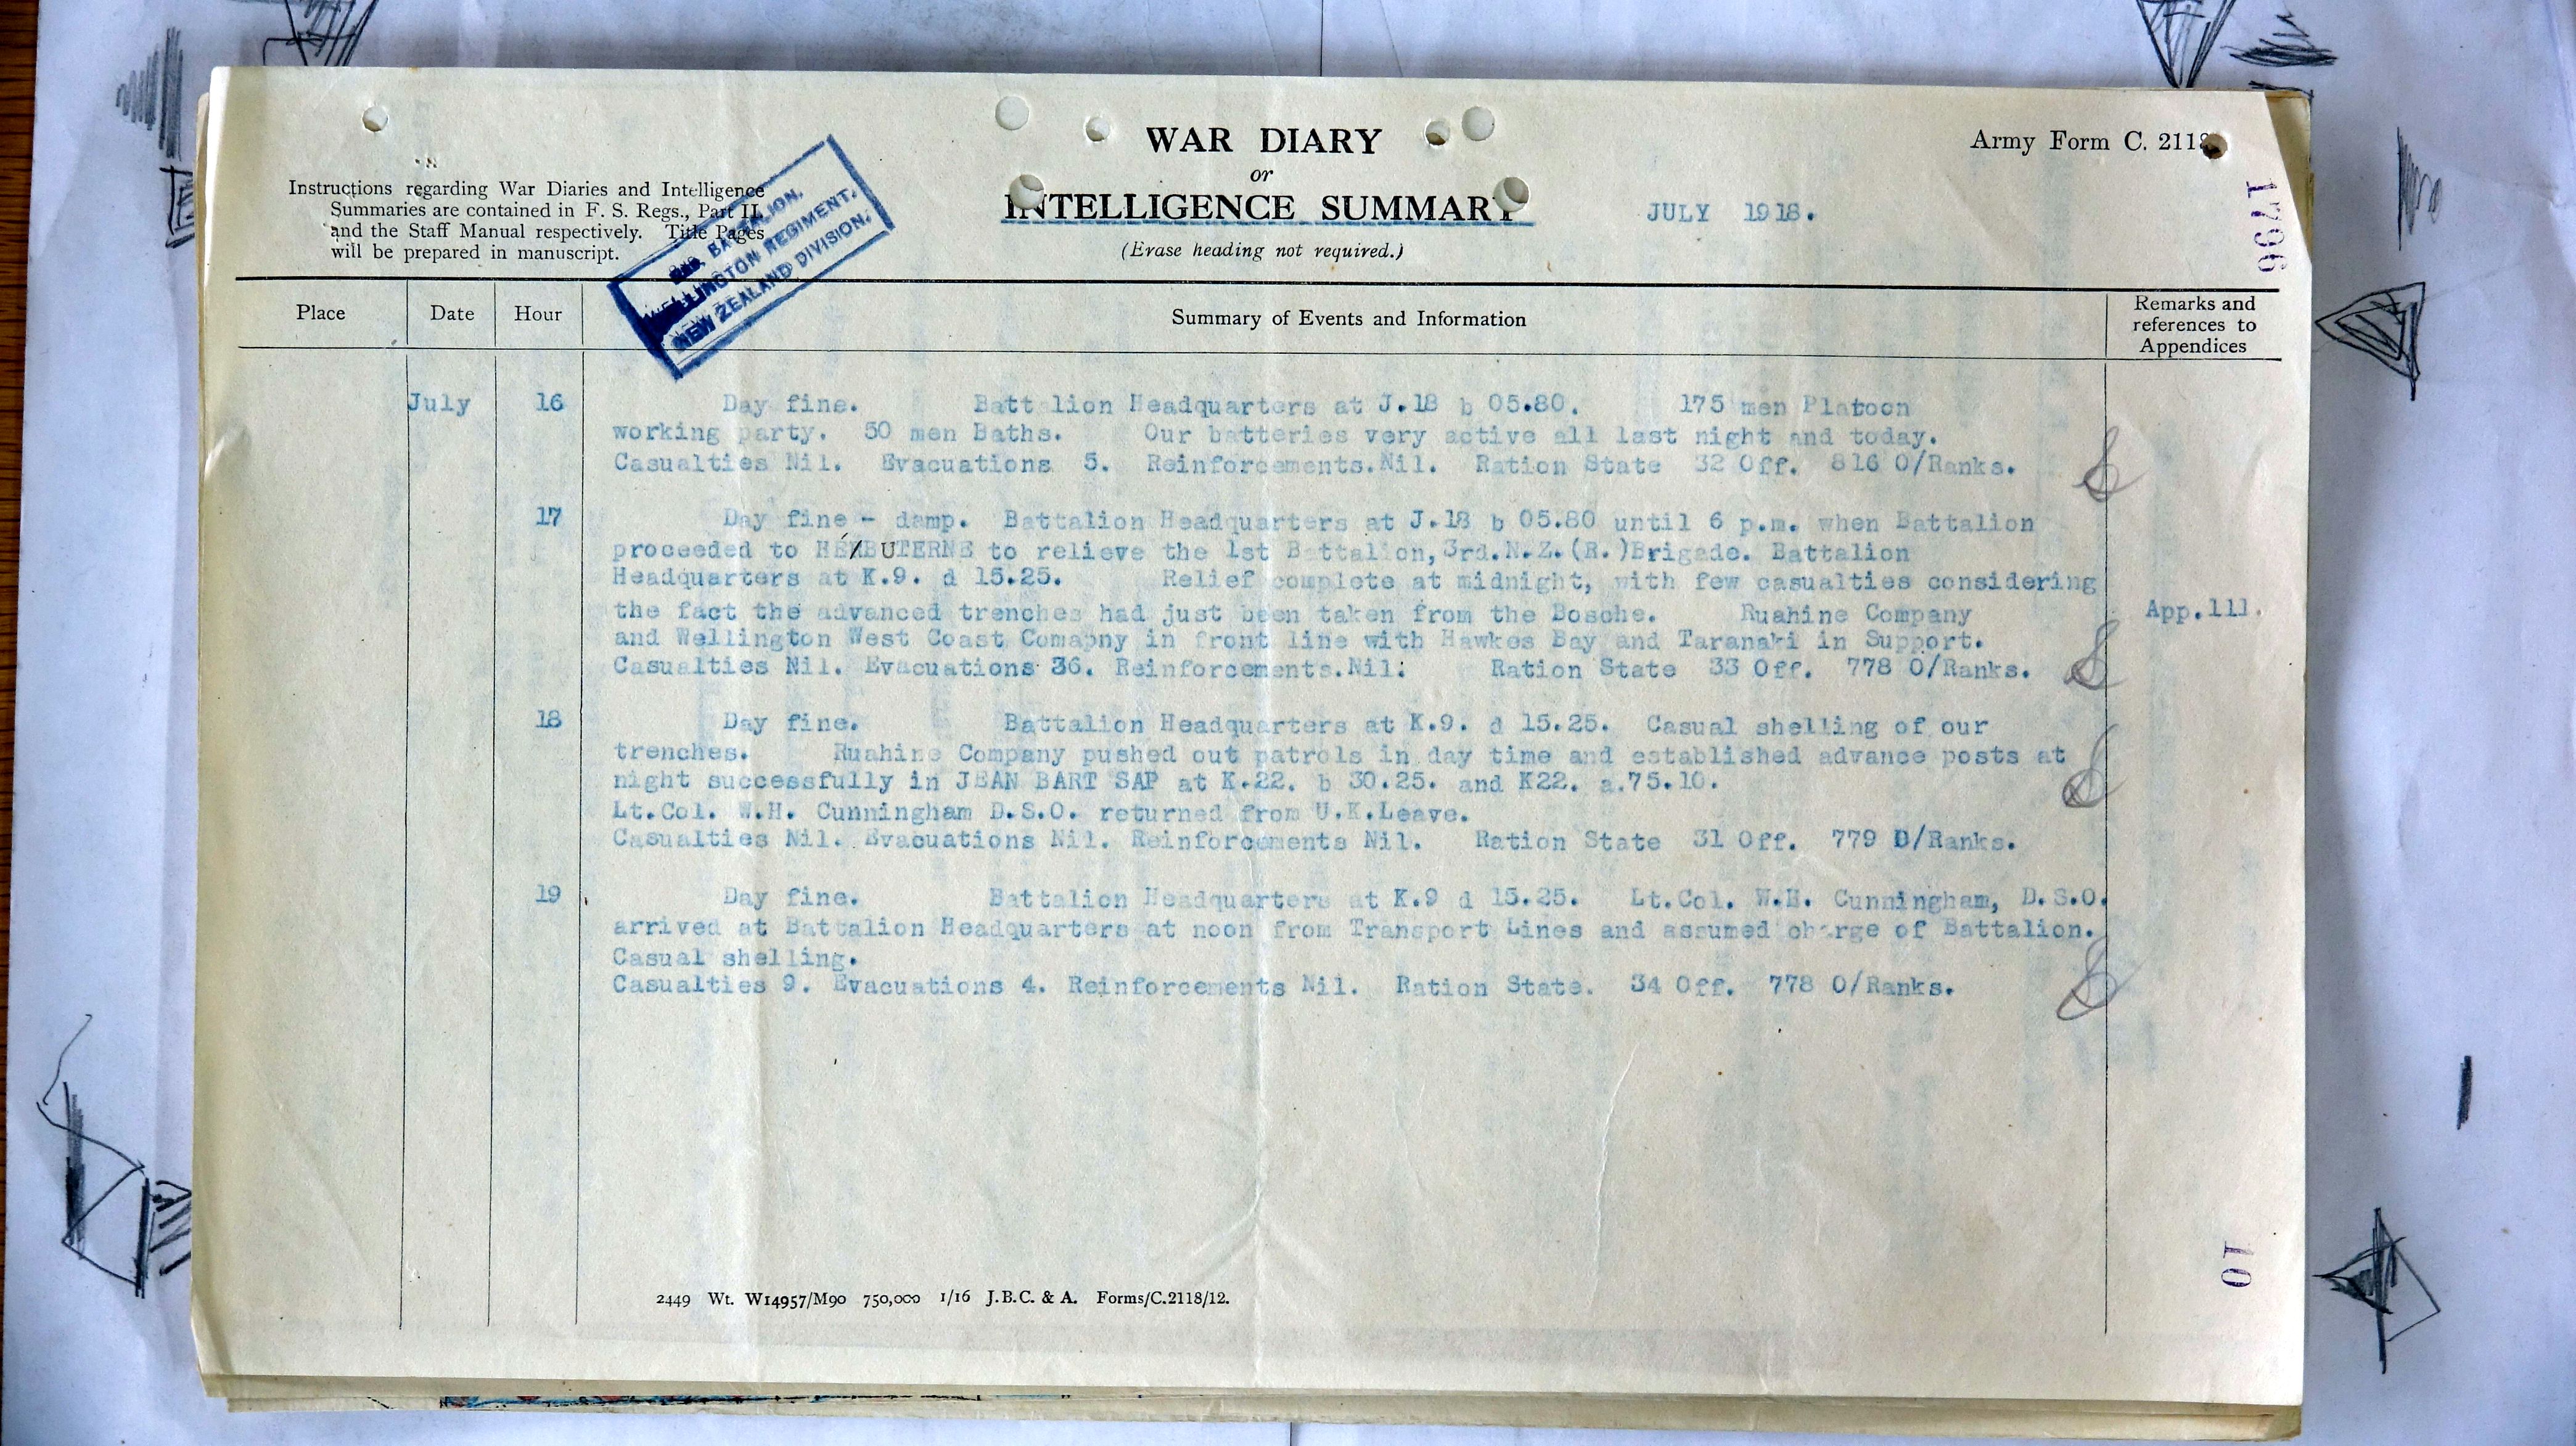 WAR DIARY
or
INTELLIGENCE SUMMARY
(Erase heading not required.)
Army Form C. 2118
JULY 1918.
1796
Instructions regarding War Diaries and Intelligence
Summaries are contained in F. S. Regs., Part II.
and the Staff Manual respectively. Title Pages
will be prepared in manuscript.
BATTALION.
WELLINGTON REGIMENT.
NEW ZEALAND DIVISION.
Place Date Hour Summary of Events and Information Remarks and references to Appendices
July 16 Day fine. Batt lion Headquarters at J.18 b 05.80. 175 men Platoon
working party. 50 men Baths. Our batteries very active all last night and today.
Casualties Nil. Evacuations 5. Reinforcements.Nil. Ration State 32 Off. 816 O/Ranks.
17 Day fine - damp. Battalion Headquarters at J.18 b 05.80 until 6 p.m. when Battalion
proceeded to HEBUTERNE to relieve the 1st Battalion,3rd.N.Z.(R.)Brigade. Battalion
Headquarters at K.9. d 15.25. Relief complete at midnight, with few casualties considering
the fact the advanced trenches had just been taken from the Bosche. Ruahine Company App.111.
and Wellington West Coast Comapny in front line with Hawkes Bay and Taranaki in Support.
Casualties Nil. Evacuations 36. Reinforcements.Nil. Ration State 33 Off. 778 O/Ranks.
18 Day fine. Battalion Headquarters at K.9. d 15.25. Casual shelling of our
trenches. Ruahine Company pushed out patrols in day time and established advance posts at
night successfully in JEAN BART SAP at K.22. b 30.25. and K22. a.75.10.
Lt.Col. W.H. Cunningham D.S.O. returned from U.K.Leave.
Casualties Nil. Evacuations Nil. Reinforcements Nil. Ration State 31 Off. 779 O/Ranks.
19 Day fine. Battalion Headquarters at K.9 d 15.25. Lt.Col. W.H. Cunningham, D.S.O.
arrived at Battalion Headquarters at noon from Transport Lines and assumed charge of Battalion.
Casual shelling.
Casualties 9. Evacuations 4. Reinforcements Nil. Ration State. 34 Off. 778 O/Ranks.
10
2449 Wt. W14957/M90 750,000 1/16 J.B.C. & A. Forms/C.2118/12.